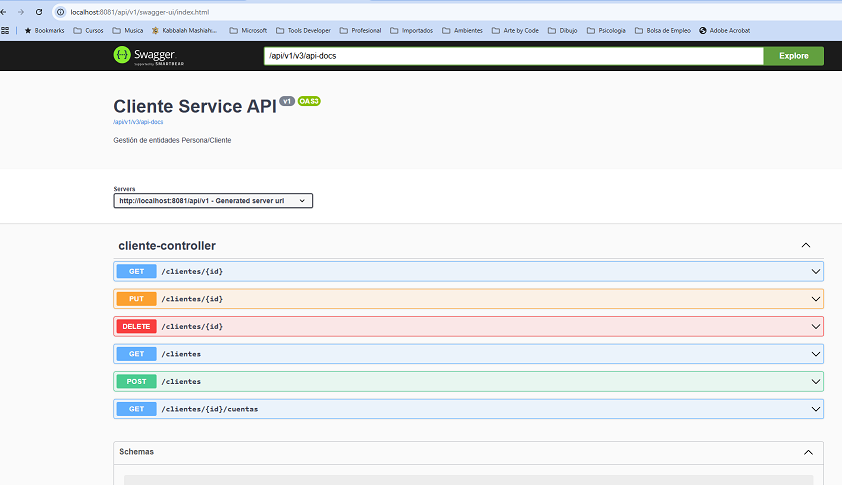 localhost:8081/api/v1/swagger-ui/index.html
Bookmarks Cursos Musica Kabbalah Mashiah:... Microsoft Tools Developer Profesional Importados Ambientes Arte by Code Dibujo Psicologia Bolsa de Empleo Adobe Acrobat
Swagger
Supported by SMARTBEAR
/api/v1/v3/api-docs
Explore
Cliente Service API v1 OAS3
/api/v1/v3/api-docs
Gestión de entidades Persona/Cliente
Servers
http://localhost:8081/api/v1 - Generated server url
cliente-controller
GET /clientes/{id}
PUT /clientes/{id}
DELETE /clientes/{id}
GET /clientes
POST /clientes
GET /clientes/{id}/cuentas
Schemas